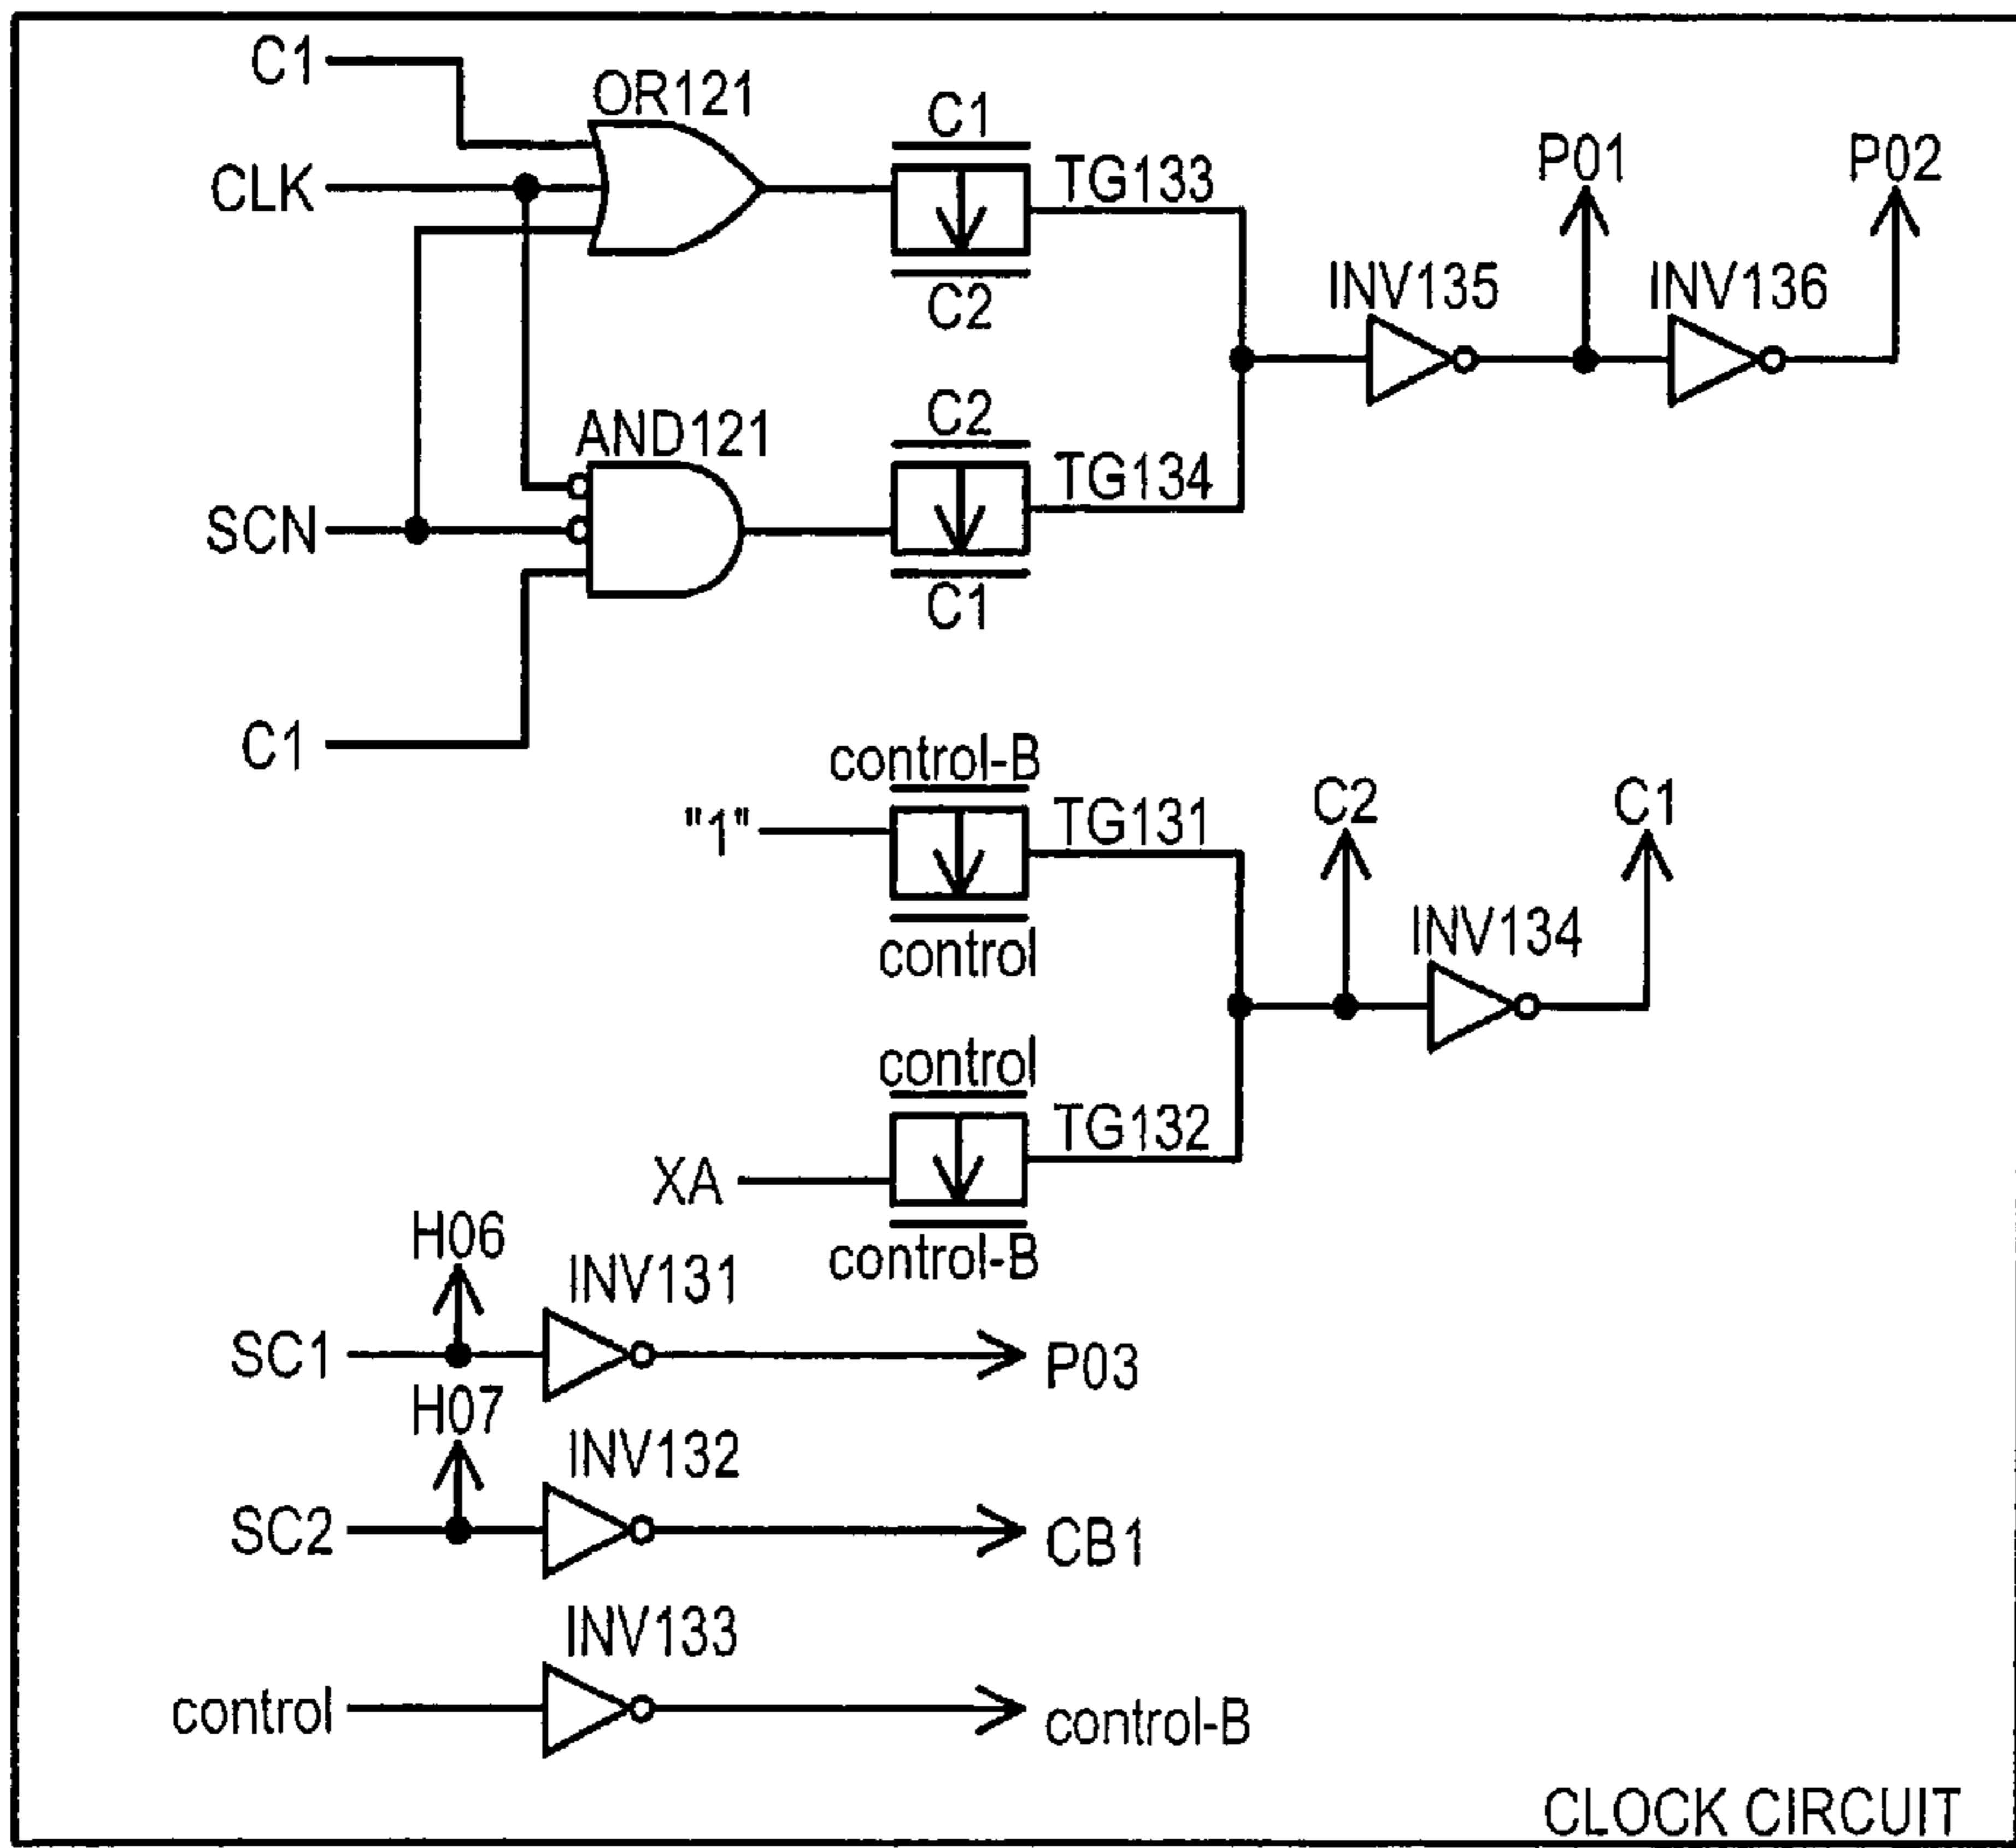 C1
OR121
C1
CLK
TG133
P01
P02
C2
INV135
INV136
C2
AND121
TG134
SCN
C1
C1
control-B
"1"
TG131
C2
C1
control
INV134
control
TG132
XA
control-B
H06
INV131
SC1
P03
H07
INV132
SC2
CB1
INV133
control
control-B
CLOCK CIRCUIT